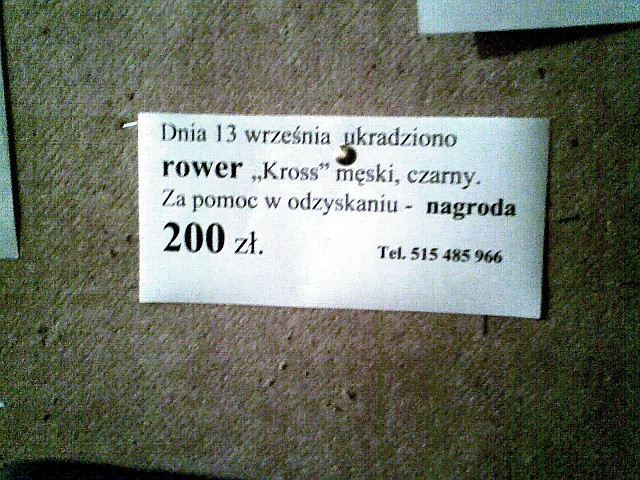 Dnia 13 września ukradziono
rower „Kross” męski, czarny.
Za pomoc w odzyskaniu - nagroda
200 zł. Tel. 515 485 966